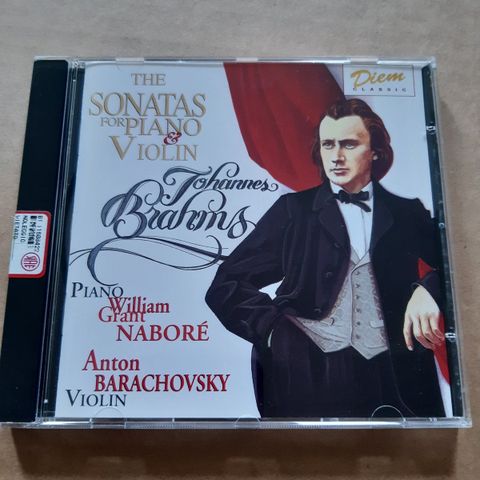 THE
SONATAS
FOR PIANO
& VIOLIN
Johannes
Brahms
Diem
CLASSIC
PIANO
William
Grant
NABORÉ
Anton
BARACHOVSKY
VIOLIN